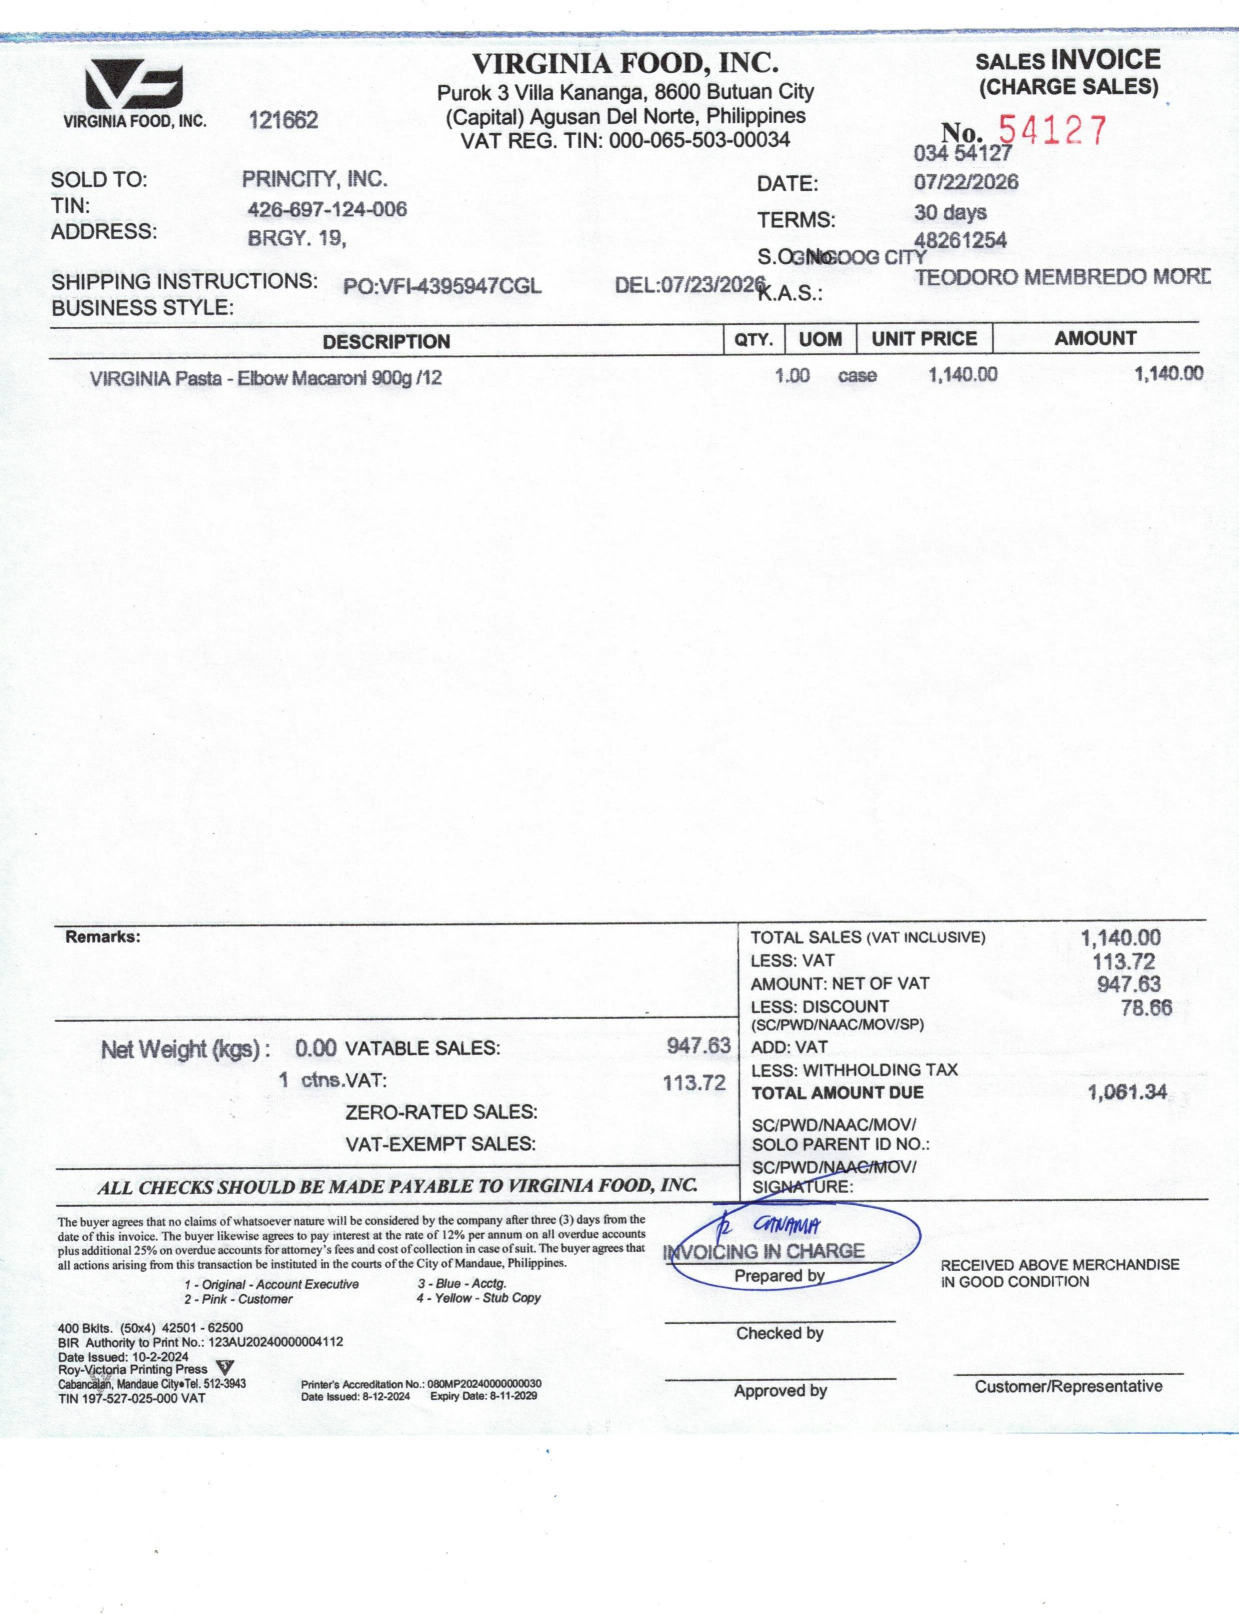 VIRGINIA FOOD, INC.
Purok 3 Villa Kananga, 8600 Butuan City
(Capital) Agusan Del Norte, Philippines
VAT REG. TIN: 000-065-503-00034
SALES INVOICE
(CHARGE SALES)
VIRGINIA FOOD, INC. 121662
No. 54127
034 54127
SOLD TO: PRINCITY, INC.
DATE: 07/22/2026
TIN: 426-697-124-006
TERMS: 30 days
ADDRESS: BRGY. 19,
48261254
S.O. No. GINGOOG CITY
SHIPPING INSTRUCTIONS: PO:VFI-4395947CGL DEL:07/23/2026
K.A.S.: TEODORO MEMBREDO MORE
BUSINESS STYLE:
DESCRIPTION QTY. UOM UNIT PRICE AMOUNT
VIRGINIA Pasta - Elbow Macaroni 900g /12 1.00 case 1,140.00 1,140.00
Remarks:
TOTAL SALES (VAT INCLUSIVE) 1,140.00
LESS: VAT 113.72
AMOUNT: NET OF VAT 947.63
LESS: DISCOUNT 78.66
(SC/PWD/NAAC/MOV/SP)
ADD: VAT
LESS: WITHHOLDING TAX
TOTAL AMOUNT DUE 1,061.34
SC/PWD/NAAC/MOV/
SOLO PARENT ID NO.:
SC/PWD/NAAC/MOV/
SIGNATURE:
Net Weight (kgs) : 0.00 VATABLE SALES: 947.63
1 ctns. VAT: 113.72
ZERO-RATED SALES:
VAT-EXEMPT SALES:
ALL CHECKS SHOULD BE MADE PAYABLE TO VIRGINIA FOOD, INC.
The buyer agrees that no claims of whatsoever nature will be considered by the company after three (3) days from the
date of this invoice. The buyer likewise agrees to pay interest at the rate of 12% per annum on all overdue accounts
plus additional 25% on overdue accounts for attorney's fees and cost of collection in case of suit. The buyer agrees that
all actions arising from this transaction be instituted in the courts of the City of Mandaue, Philippines.
1 - Original - Account Executive 3 - Blue - Acctg.
2 - Pink - Customer 4 - Yellow - Stub Copy
INVOICING IN CHARGE
Prepared by
RECEIVED ABOVE MERCHANDISE
IN GOOD CONDITION
Checked by
Approved by
Customer/Representative
400 Bklts. (50x4) 42501 - 62500
BIR Authority to Print No.: 123AU20240000004112
Date Issued: 10-2-2024
Roy-Victoria Printing Press
Cabancalan, Mandaue City•Tel. 512-3943
TIN 197-527-025-000 VAT
Printer's Accreditation No.: 080MP20240000000030
Date Issued: 8-12-2024 Expiry Date: 8-11-2029